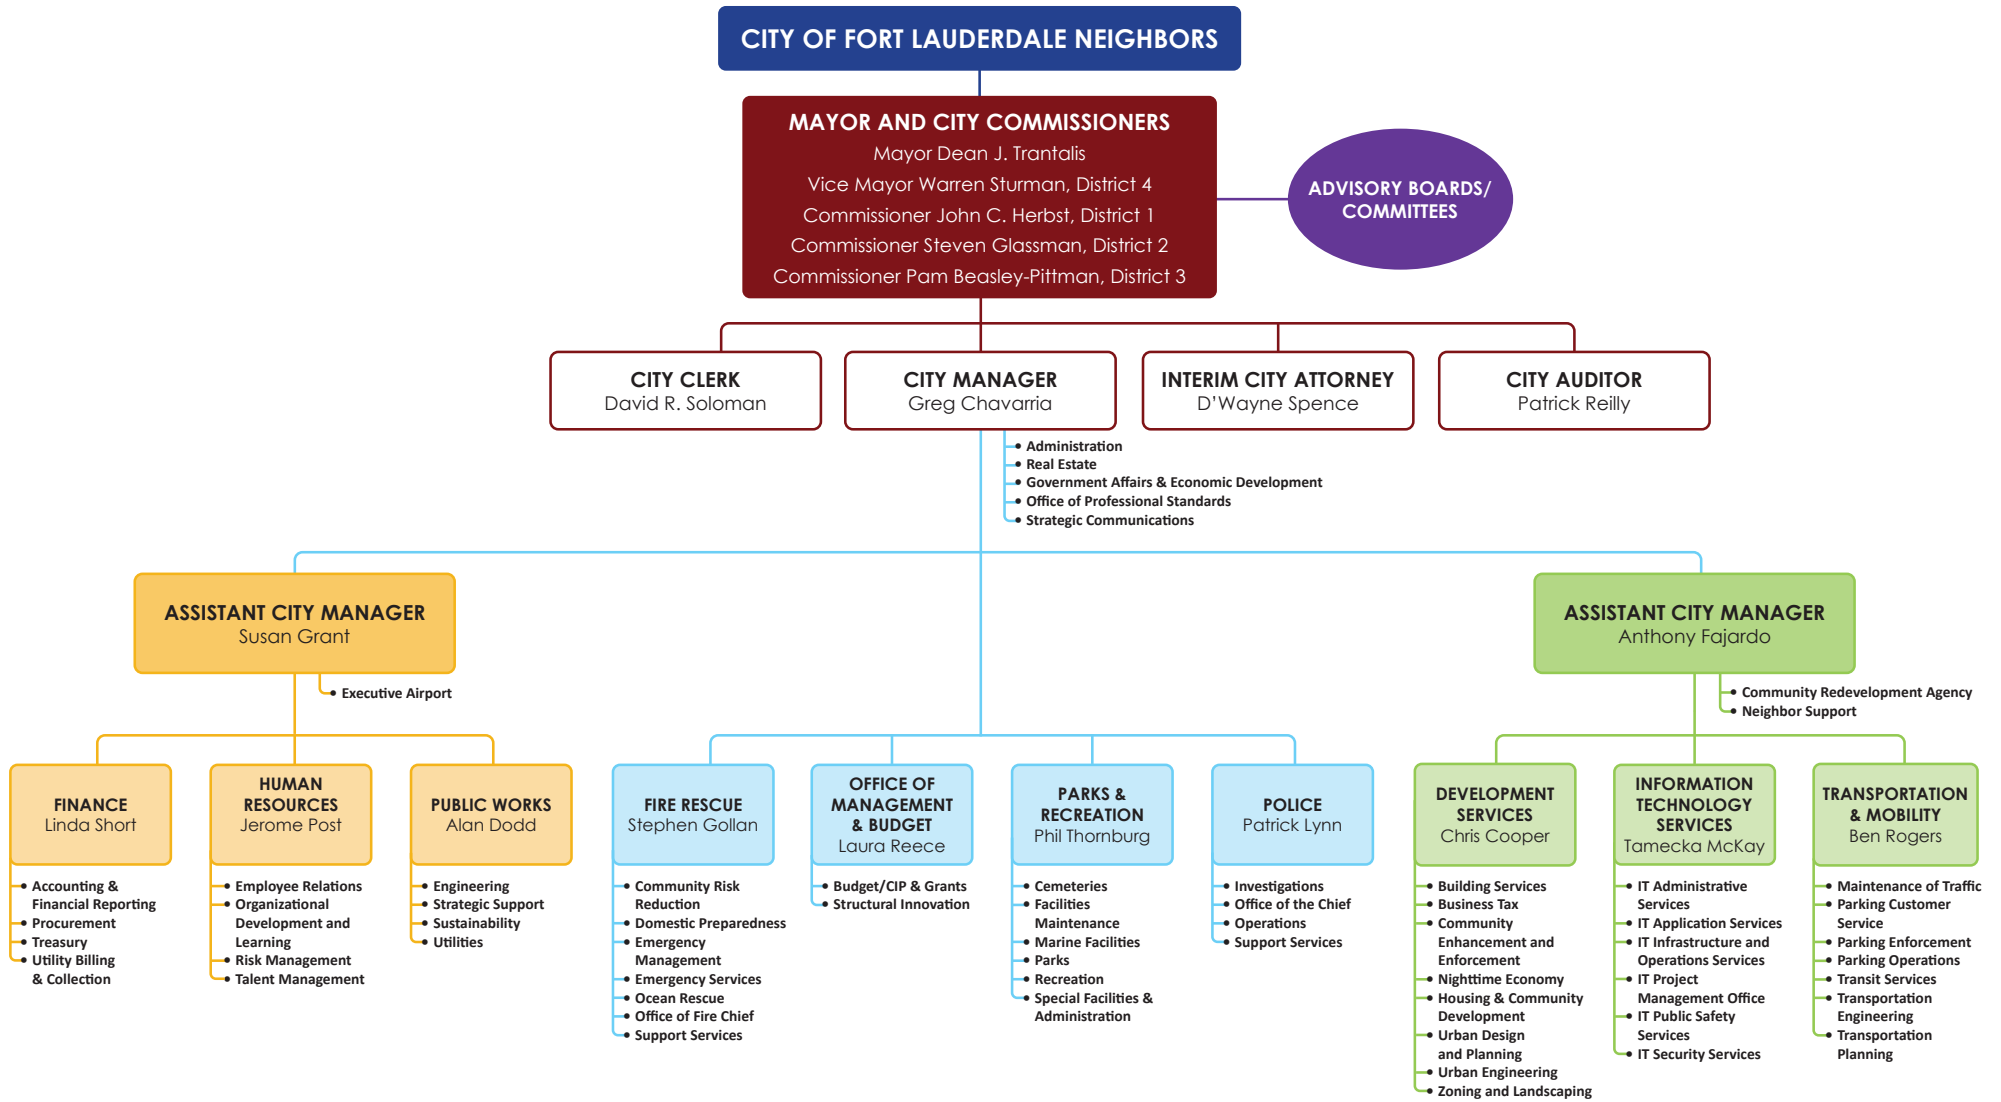 CITY OF FORT LAUDERDALE NEIGHBORS
MAYOR AND CITY COMMISSIONERS
Mayor Dean J. Trantalis
Vice Mayor Warren Sturman, District 4
Commissioner John C. Herbst, District 1
Commissioner Steven Glassman, District 2
Commissioner Pam Beasley-Pittman, District 3
ADVISORY BOARDS/
COMMITTEES
CITY CLERK
David R. Soloman
CITY MANAGER
Greg Chavarria
INTERIM CITY ATTORNEY
D'Wayne Spence
CITY AUDITOR
Patrick Reilly
• Administration
• Real Estate
• Government Affairs & Economic Development
• Office of Professional Standards
• Strategic Communications
ASSISTANT CITY MANAGER
Susan Grant
• Executive Airport
ASSISTANT CITY MANAGER
Anthony Fajardo
• Community Redevelopment Agency
• Neighbor Support
FINANCE
Linda Short
• Accounting &
Financial Reporting
• Procurement
• Treasury
• Utility Billing
& Collection
HUMAN
RESOURCES
Jerome Post
• Employee Relations
• Organizational
Development and
Learning
• Risk Management
• Talent Management
PUBLIC WORKS
Alan Dodd
• Engineering
• Strategic Support
• Sustainability
• Utilities
FIRE RESCUE
Stephen Gollan
• Community Risk
Reduction
• Domestic Preparedness
• Emergency
Management
• Emergency Services
• Ocean Rescue
• Office of Fire Chief
• Support Services
OFFICE OF
MANAGEMENT
& BUDGET
Laura Reece
• Budget/CIP & Grants
• Structural Innovation
PARKS &
RECREATION
Phil Thornburg
• Cemeteries
• Facilities
Maintenance
• Marine Facilities
• Parks
• Recreation
• Special Facilities &
Administration
POLICE
Patrick Lynn
• Investigations
• Office of the Chief
• Operations
• Support Services
DEVELOPMENT
SERVICES
Chris Cooper
• Building Services
• Business Tax
• Community
Enhancement and
Enforcement
• Nighttime Economy
• Housing & Community
Development
• Urban Design
and Planning
• Urban Engineering
• Zoning and Landscaping
INFORMATION
TECHNOLOGY
SERVICES
Tamecka McKay
• IT Administrative
Services
• IT Application Services
• IT Infrastructure and
Operations Services
• IT Project
Management Office
• IT Public Safety
Services
• IT Security Services
TRANSPORTATION
& MOBILITY
Ben Rogers
• Maintenance of Traffic
• Parking Customer
Service
• Parking Enforcement
• Parking Operations
• Transit Services
• Transportation
Engineering
• Transportation
Planning